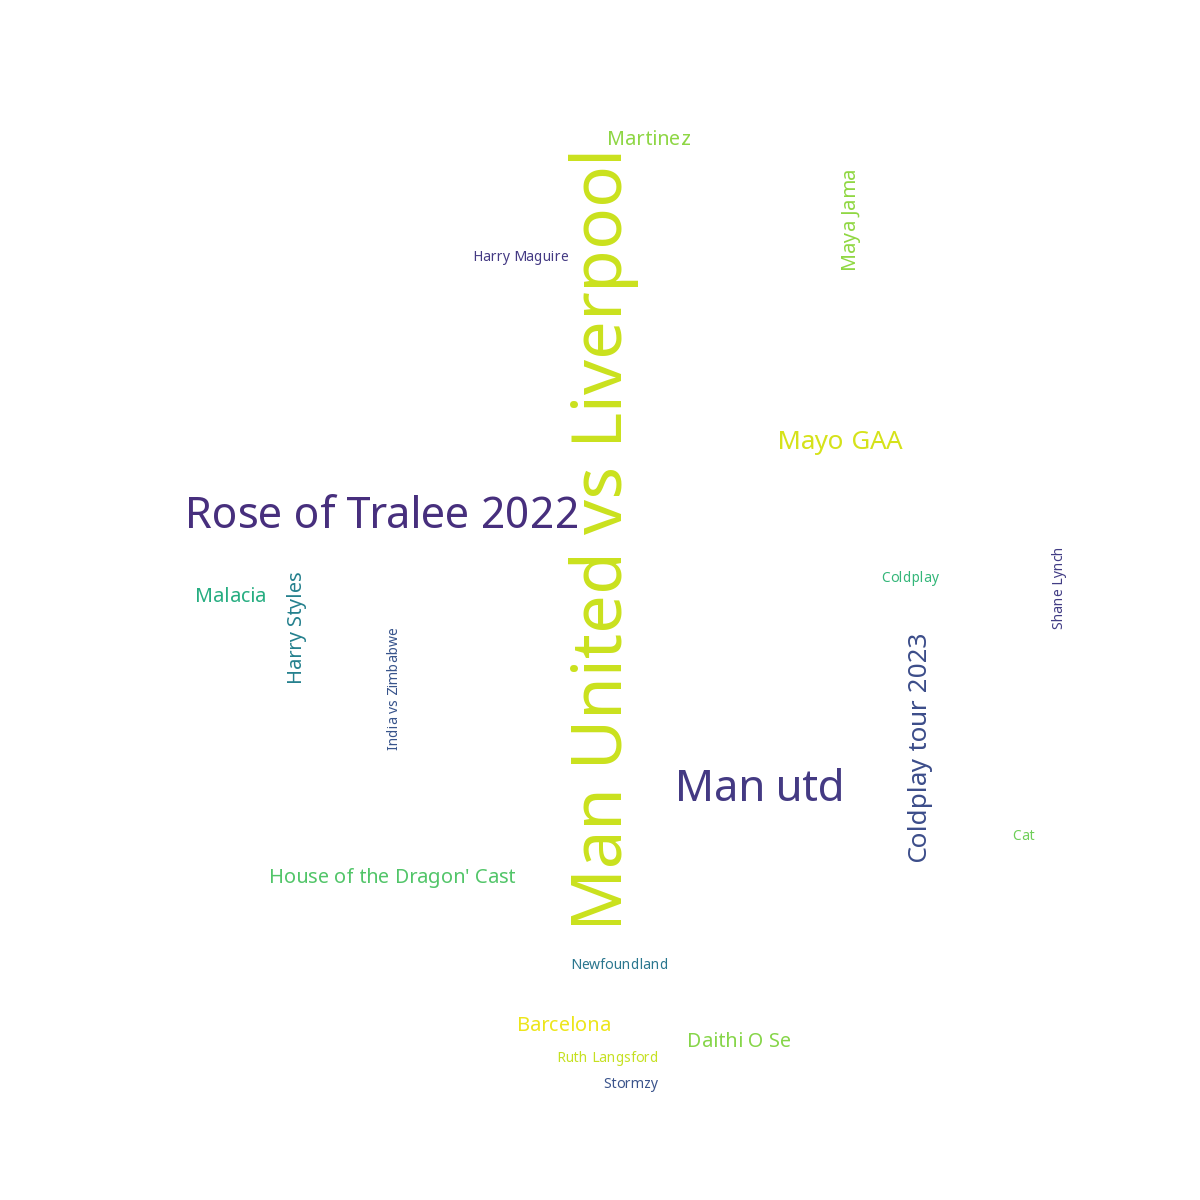 Martinez
Maya Jama
Harry Maguire
Man United vs Liverpool
Mayo GAA
Rose of Tralee 2022
Malacia
Harry Styles
India vs Zimbabwe
Coldplay
Shane Lynch
Coldplay tour 2023
Man utd
Cat
House of the Dragon' Cast
Newfoundland
Barcelona
Daithi O Se
Ruth Langsford
Stormzy